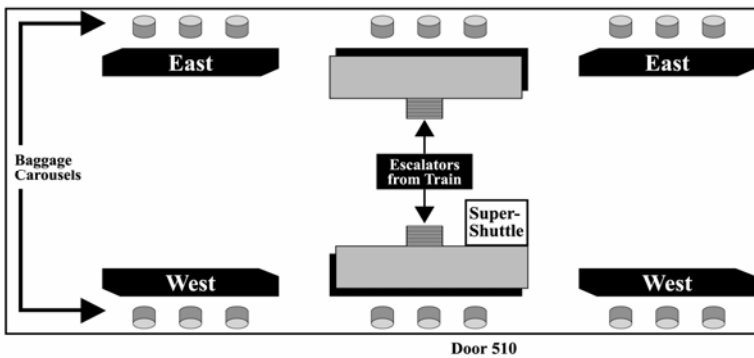 East
East
Baggage
Carousels
Escalators
from Train
Super-
Shuttle
West
West
Door 510